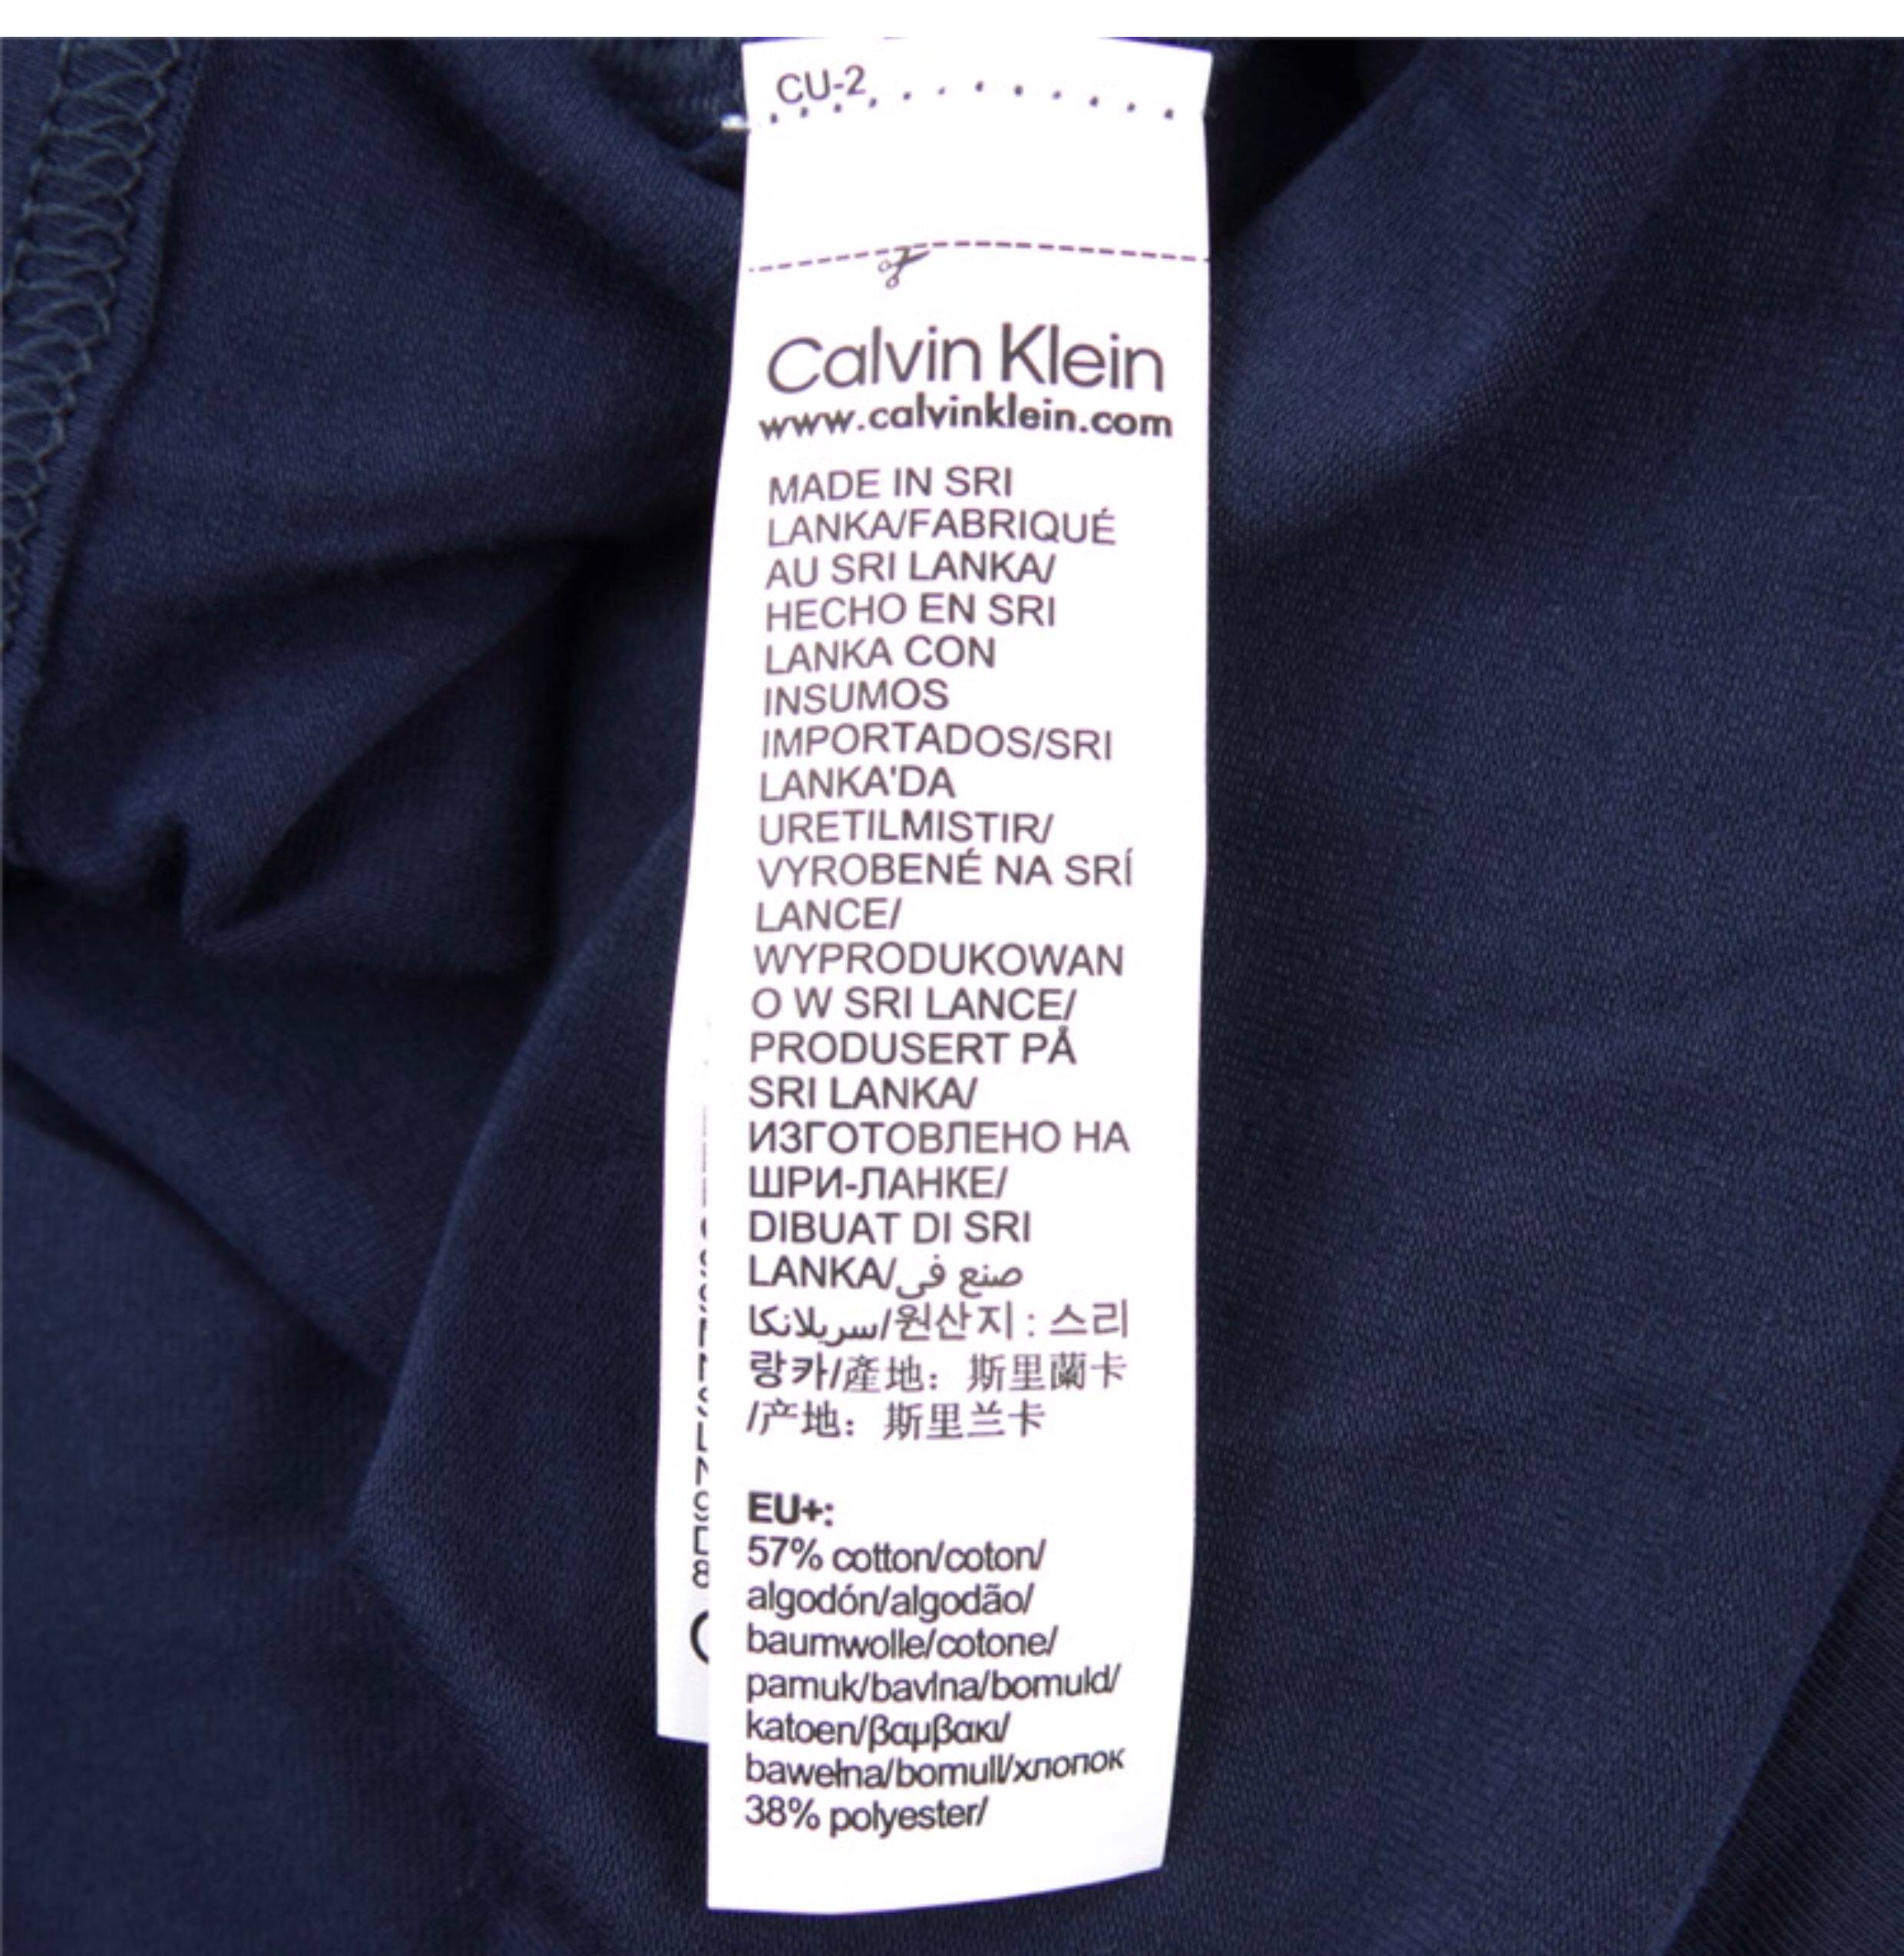 CU-2
Calvin Klein
www.calvinklein.com
MADE IN SRI
LANKA/FABRIQUÉ
AU SRI LANKA/
HECHO EN SRI
LANKA CON
INSUMOS
IMPORTADOS/SRI
LANKA'DA
URETILMISTIR/
VYROBENÉ NA SRÍ
LANCE/
WYPRODUKOWAN
O W SRI LANCE/
PRODUSERT PÅ
SRI LANKA/
ИЗГОТОВЛЕНО НА
ШРИ-ЛАНКЕ/
DIBUAT DI SRI
LANKA/صنع في
سريلانكا/원산지 : 스리
랑카/產地：斯里蘭卡
/产地：斯里兰卡
EU+:
57% cotton/coton/
algodón/algodão/
baumwolle/cotone/
pamuk/bavlna/bomuld/
katoen/βαμβακι/
bawełna/bomull/хлопок
38% polyester/